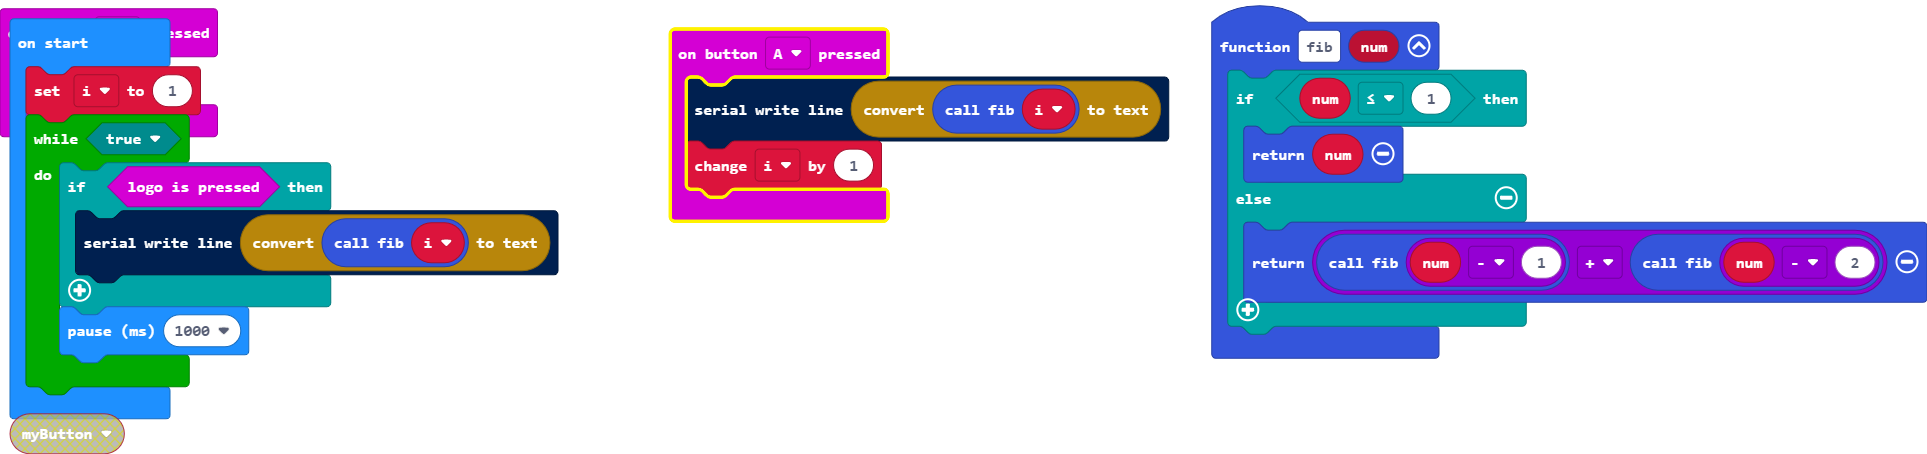 essed
on start
set i to 1
while true
do
if logo is pressed then
serial write line convert call fib i to text
pause (ms) 1000
myButton
on button A pressed
serial write line convert call fib i to text
change i by 1
function fib num
if num ≤ 1 then
return num
else
return call fib num - 1 + call fib num - 2